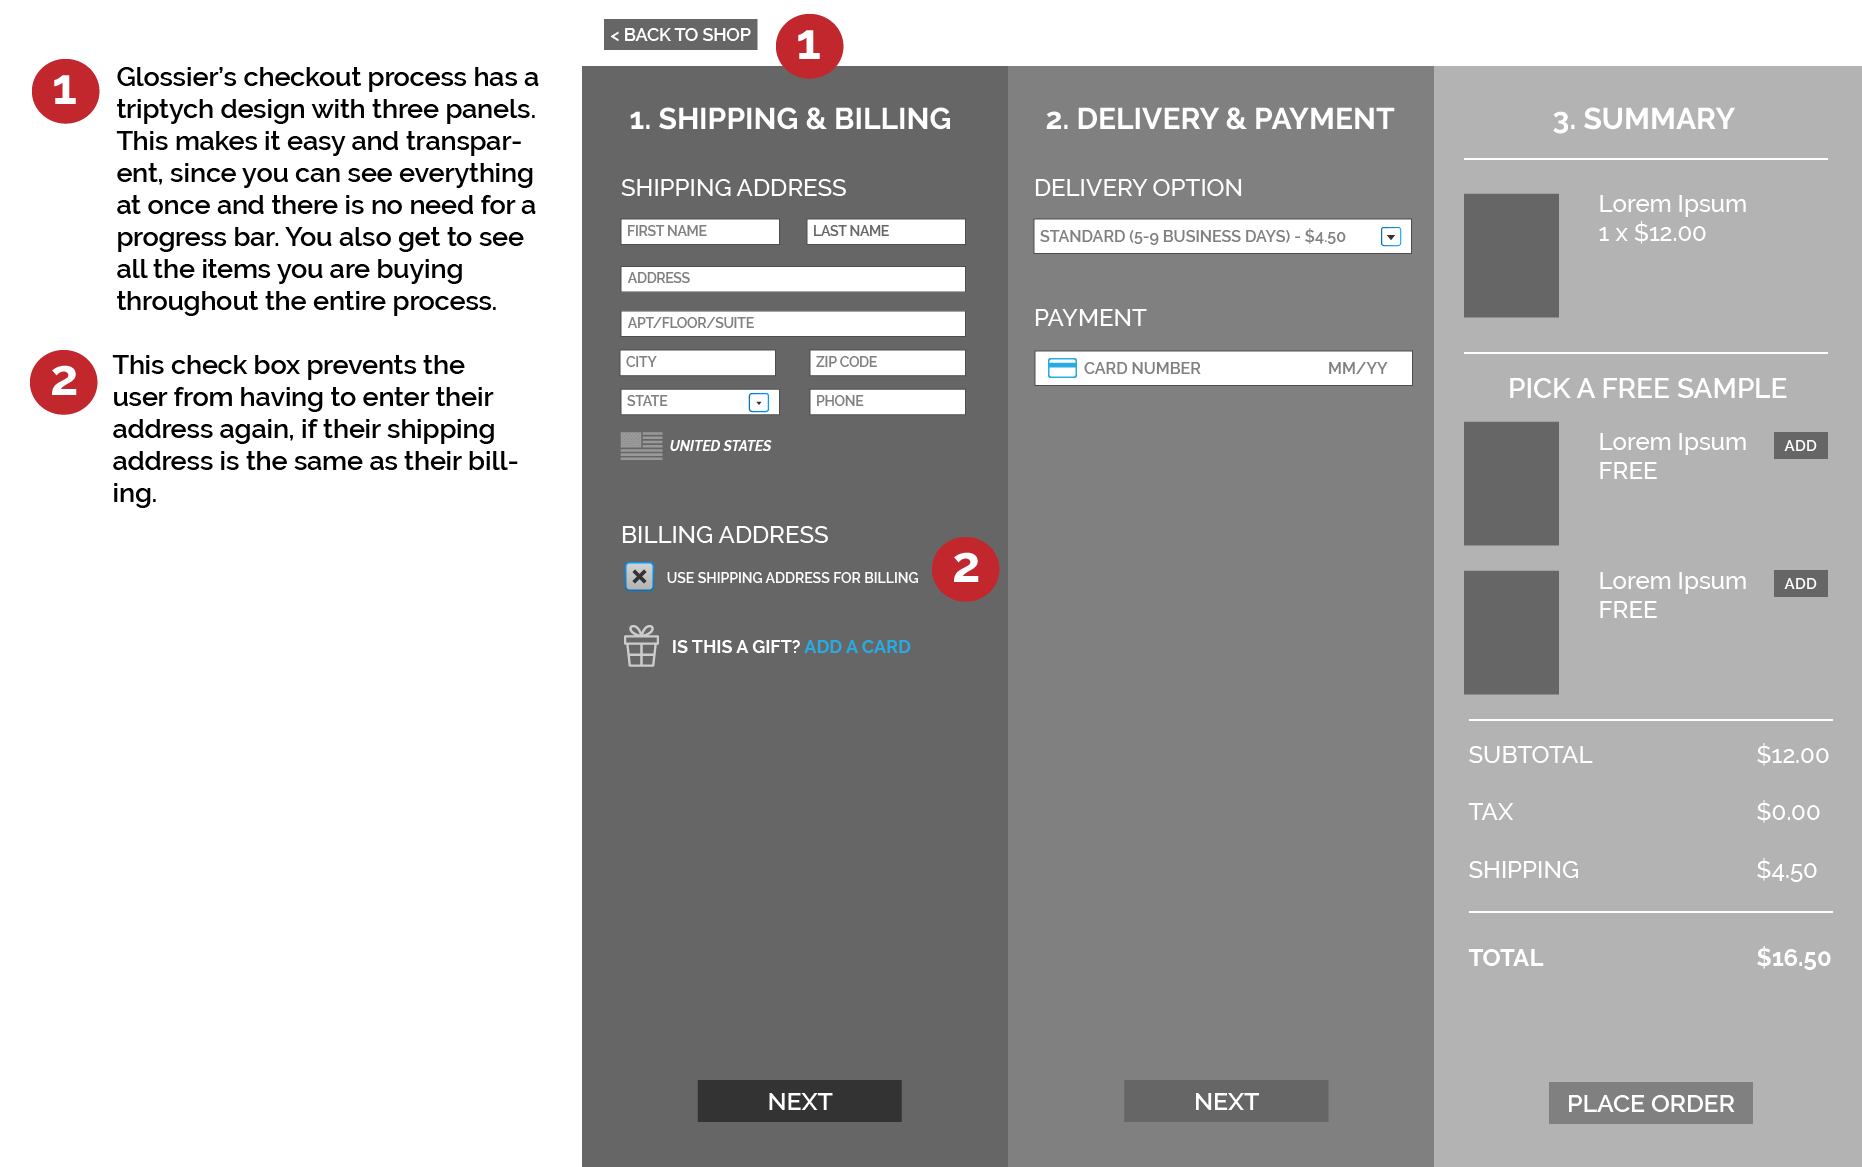 1
Glossier's checkout process has a
triptych design with three panels.
This makes it easy and transpar-
ent, since you can see everything
at once and there is no need for a
progress bar. You also get to see
all the items you are buying
throughout the entire process.
2
This check box prevents the
user from having to enter their
address again, if their shipping
address is the same as their bill-
ing.
< BACK TO SHOP
1
1. SHIPPING & BILLING
SHIPPING ADDRESS
FIRST NAME
LAST NAME
ADDRESS
APT/FLOOR/SUITE
CITY
ZIP CODE
STATE
PHONE
UNITED STATES
BILLING ADDRESS
USE SHIPPING ADDRESS FOR BILLING
2
IS THIS A GIFT? ADD A CARD
NEXT
2. DELIVERY & PAYMENT
DELIVERY OPTION
STANDARD (5-9 BUSINESS DAYS) - $4.50
PAYMENT
CARD NUMBER MM/YY
NEXT
3. SUMMARY
Lorem Ipsum
1 x $12.00
PICK A FREE SAMPLE
Lorem Ipsum
FREE
ADD
Lorem Ipsum
FREE
ADD
SUBTOTAL $12.00
TAX $0.00
SHIPPING $4.50
TOTAL $16.50
PLACE ORDER